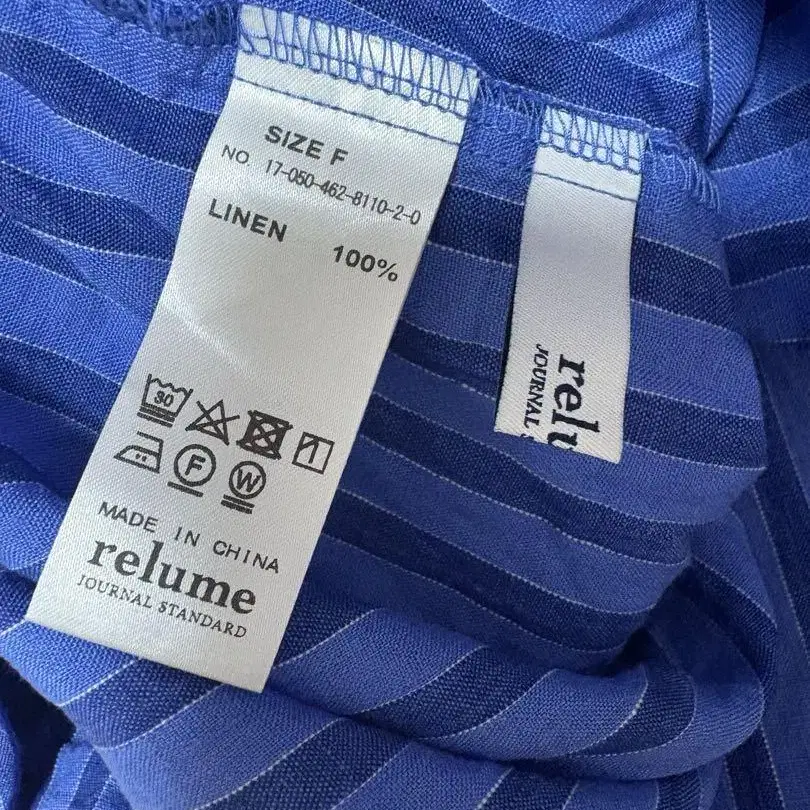 SIZE F
NO. 17-050-462-8110-2-0
LINEN 100%
30
F W
MADE IN CHINA
relume
JOURNAL STANDARD
relu
JOURNAL